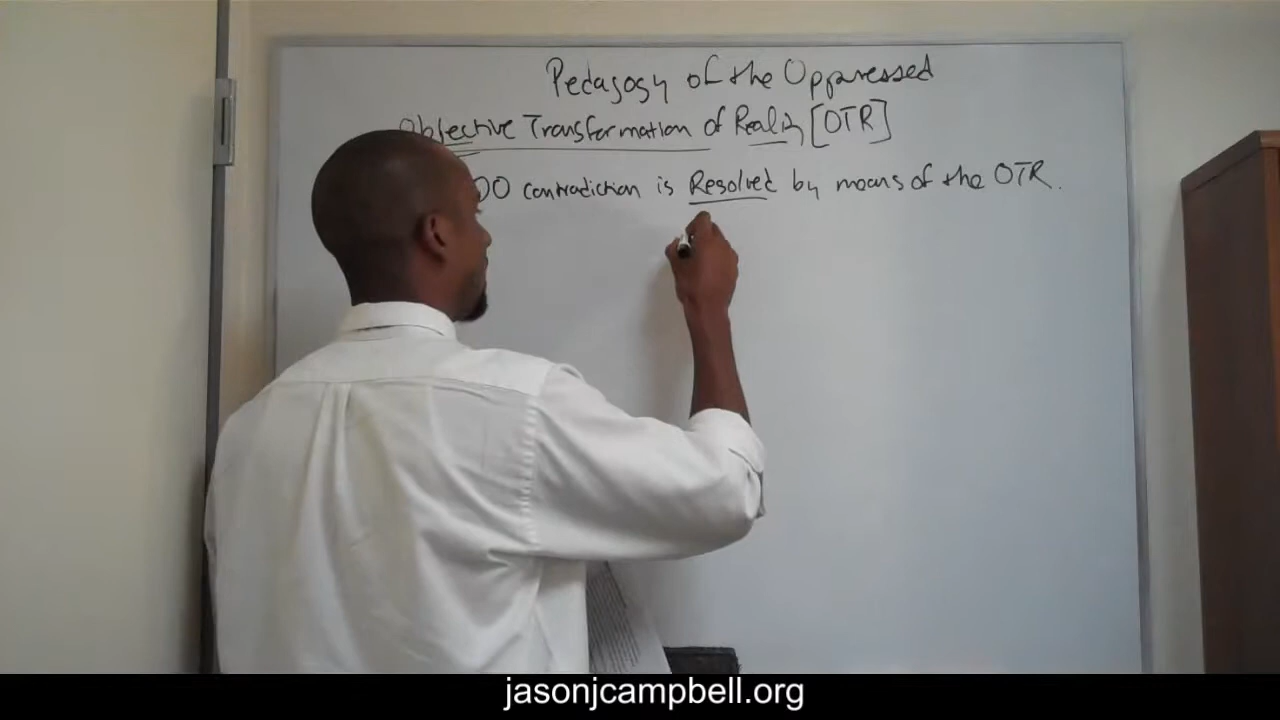 Pedagogy of the Oppressed
Objective Transformation of Reality [OTR]
OO contradiction is Resolved by means of the OTR.
jasonjcampbell.org